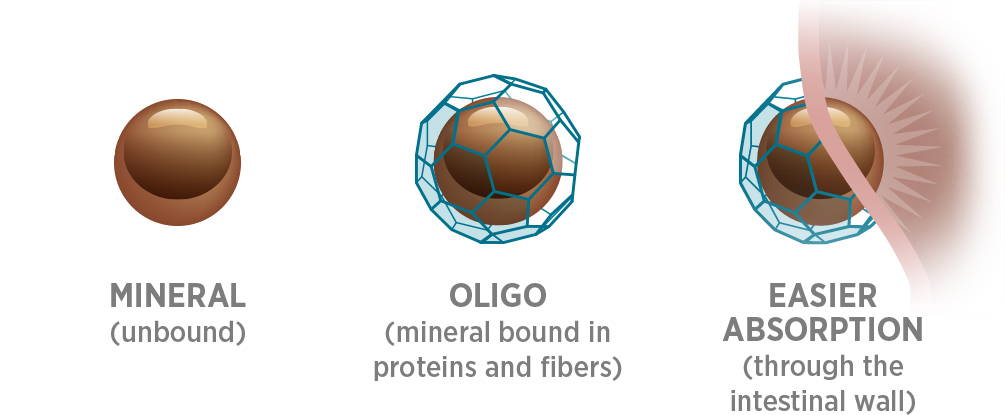 MINERAL
(unbound)
OLIGO
(mineral bound in
proteins and fibers)
EASIER
ABSORPTION
(through the
intestinal wall)